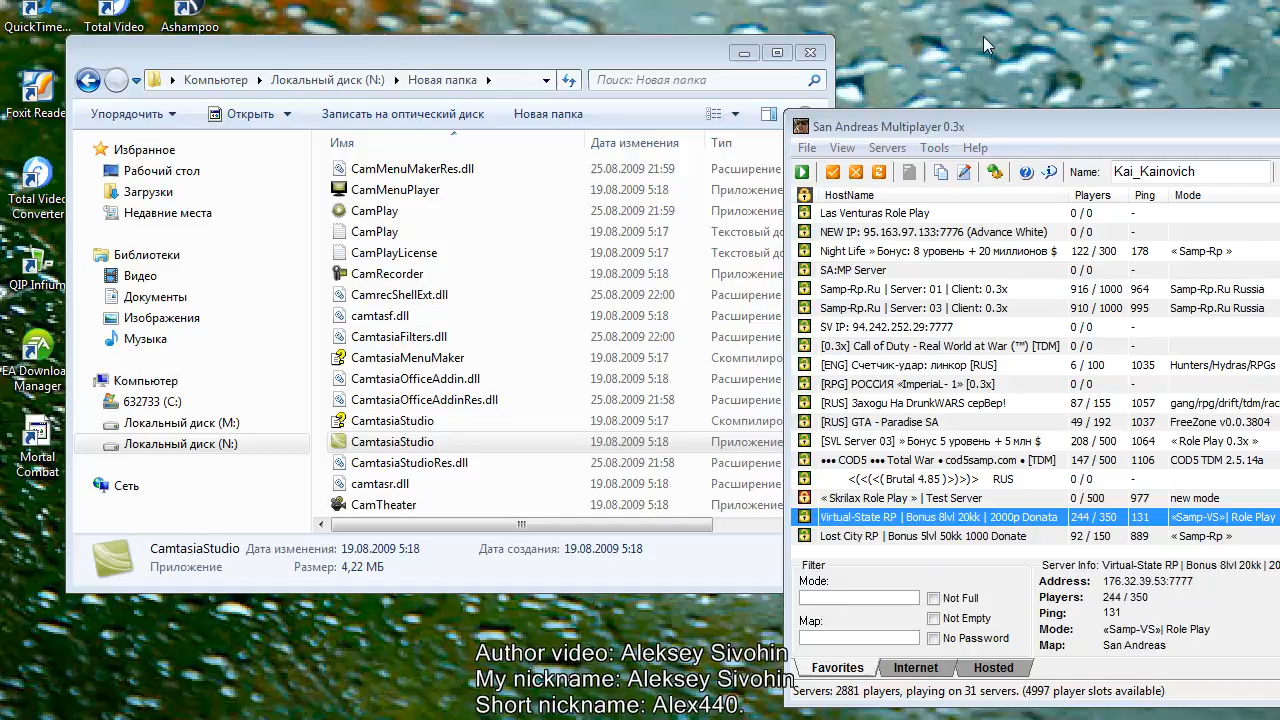 QuickTime...
Total Video
Ashampoo
Foxit Reade
Total Video
Converter
QIP Infium
EA Downloa
Manager
Mortal
Combat
Компьютер
Локальный диск (N:)
Новая папка
Поиск: Новая папка
Упорядочить
Открыть
Записать на оптический диск
Новая папка
Избранное
Рабочий стол
Загрузки
Недавние места
Библиотеки
Видео
Документы
Изображения
Музыка
Компьютер
632733 (C:)
Локальный диск (M:)
Локальный диск (N:)
Сеть
Имя Дата изменения Тип
CamMenuMakerRes.dll 25.08.2009 21:59 Расширение
CamMenuPlayer 19.08.2009 5:18 Приложение
CamPlay 25.08.2009 21:59 Приложение
CamPlay 19.08.2009 5:17 Текстовый до
CamPlayLicense 19.08.2009 5:17 Текстовый до
CamRecorder 19.08.2009 5:18 Приложение
CamrecShellExt.dll 25.08.2009 22:00 Расширение
camtasf.dll 19.08.2009 5:18 Расширение
CamtasiaFilters.dll 25.08.2009 22:00 Расширение
CamtasiaMenuMaker 19.08.2009 5:17 Скомпилиро
CamtasiaOfficeAddin.dll 19.08.2009 5:18 Расширение
CamtasiaOfficeAddinRes.dll 25.08.2009 21:58 Расширение
CamtasiaStudio 19.08.2009 5:17 Скомпилиро
CamtasiaStudio 19.08.2009 5:18 Приложение
CamtasiaStudioRes.dll 25.08.2009 21:58 Расширение
camtasr.dll 19.08.2009 5:18 Расширение
CamTheater 19.08.2009 5:18 Приложение
CamtasiaStudio Дата изменения: 19.08.2009 5:18 Дата создания: 19.08.2009 5:18
Приложение Размер: 4,22 МБ
San Andreas Multiplayer 0.3x
File View Servers Tools Help
Name: Kai_Kainovich
HostName Players Ping Mode
Las Venturas Role Play 0 / 0 -
NEW IP: 95.163.97.133:7776 (Advance White) 0 / 0 -
Night Life » Бонус: 8 уровень + 20 миллионов $ 122 / 300 178 « Samp-Rp »
SA:MP Server 0 / 0 -
Samp-Rp.Ru | Server: 01 | Client: 0.3x 916 / 1000 964 Samp-Rp.Ru Russia
Samp-Rp.Ru | Server: 03 | Client: 0.3x 910 / 1000 995 Samp-Rp.Ru Russia
SV IP: 94.242.252.29:7777 0 / 0 -
[0.3x] Call of Duty - Real World at War (™) [TDM] 0 / 0 -
[ENG] Счетчик-удар: линкор [RUS] 6 / 100 1035 Hunters/Hydras/RPGs
[RPG] РОССИЯ «ImperiaL- 1» [0.3x] 0 / 0 -
[RUS] Заходи На DrunkWARS серВер! 87 / 155 1057 gang/rpg/drift/tdm/rac
[RUS] GTA - Paradise SA 49 / 192 1037 FreeZone v0.0.3804
[SVL Server 03] » Бонус 5 уровень + 5 млн $ 208 / 500 1064 « Role Play 0.3x »
••• COD5 ••• Total War • cod5samp.com • [TDM] 147 / 500 1106 COD5 TDM 2.5.14a
<(<(<( Brutal 4.85 )>)>)> RUS 0 / 0 -
« Skrilax Role Play » | Test Server 0 / 500 977 new mode
Virtual-State RP | Bonus 8lvl 20kk | 2000p Donata 244 / 350 131 «Samp-VS»| Role Play
Lost City RP | Bonus 5lvl 50kk 1000 Donate 92 / 150 889 « Samp-Rp »
Filter
Mode:
Map:
Not Full
Not Empty
No Password
Server Info: Virtual-State RP | Bonus 8lvl 20kk | 20
Address: 176.32.39.53:7777
Players: 244 / 350
Ping: 131
Mode: «Samp-VS»| Role Play
Map: San Andreas
Favorites Internet Hosted
Servers: 2881 players, playing on 31 servers. (4997 player slots available)
Author video: Aleksey Sivohin
My nickname: Aleksey Sivohin
Short nickname: Alex440.